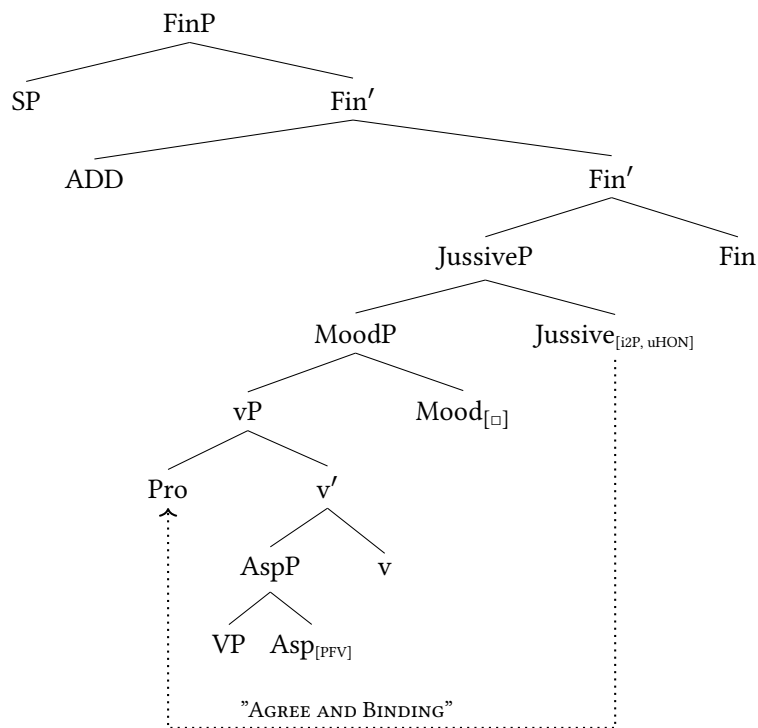 FinP
SP Fin′
ADD Fin′
JussiveP Fin
MoodP Jussive[i2P, uHON]
vP Mood[□]
Pro v′
AspP v
VP Asp[PFV]
"AGREE AND BINDING"